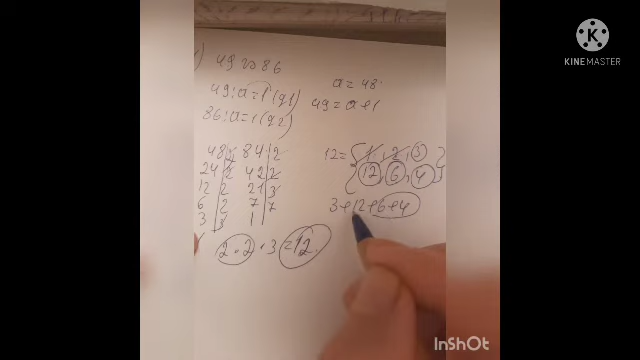 49 və 86
49:a=1(q1)
86:a=1(q2)
a=48
49=a+1
48 2 84 2
24 2 42 2
12 2 21 3
6 2 7 7
3 3 1
2·2·3=12.
12={1,2,3
12,6,4}
3+12+6+4
K
KINEMASTER
InShOt